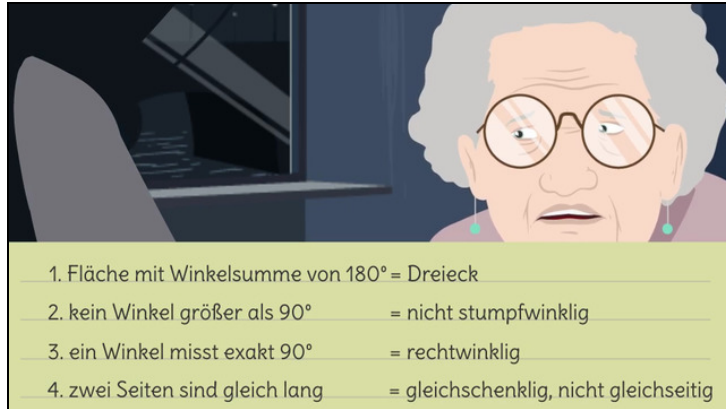 1. Fläche mit Winkelsumme von 180° = Dreieck
2. kein Winkel größer als 90° = nicht stumpfwinklig
3. ein Winkel misst exakt 90° = rechtwinklig
4. zwei Seiten sind gleich lang = gleichschenklig, nicht gleichseitig